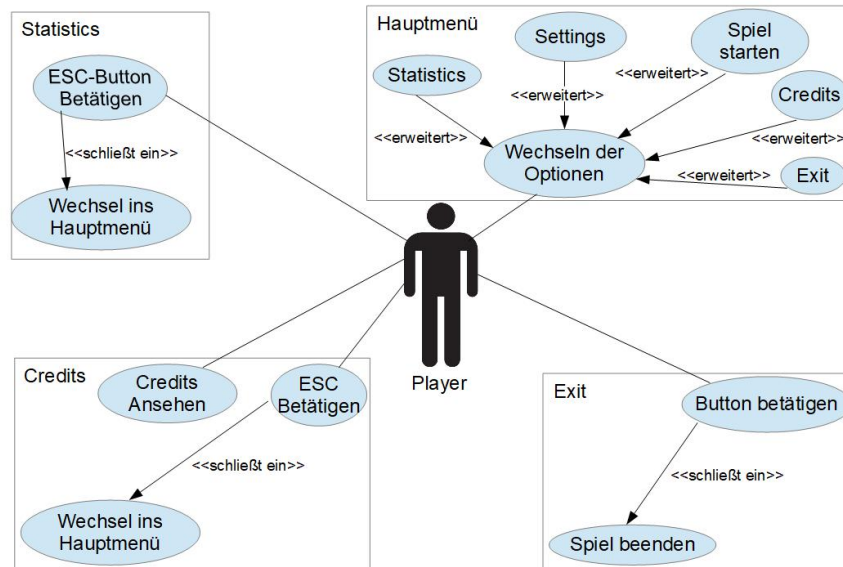 Statistics
ESC-Button
Betätigen
<<schließt ein>>
Wechsel ins
Hauptmenü
Hauptmenü
Settings
Spiel
starten
Statistics
<<erweitert>>
<<erweitert>>
Credits
<<erweitert>>
<<erweitert>>
Wechseln der
Optionen
<<erweitert>>
Exit
Player
Credits
Credits
Ansehen
ESC
Betätigen
<<schließt ein>>
Wechsel ins
Hauptmenü
Exit
Button betätigen
<<schließt ein>>
Spiel beenden